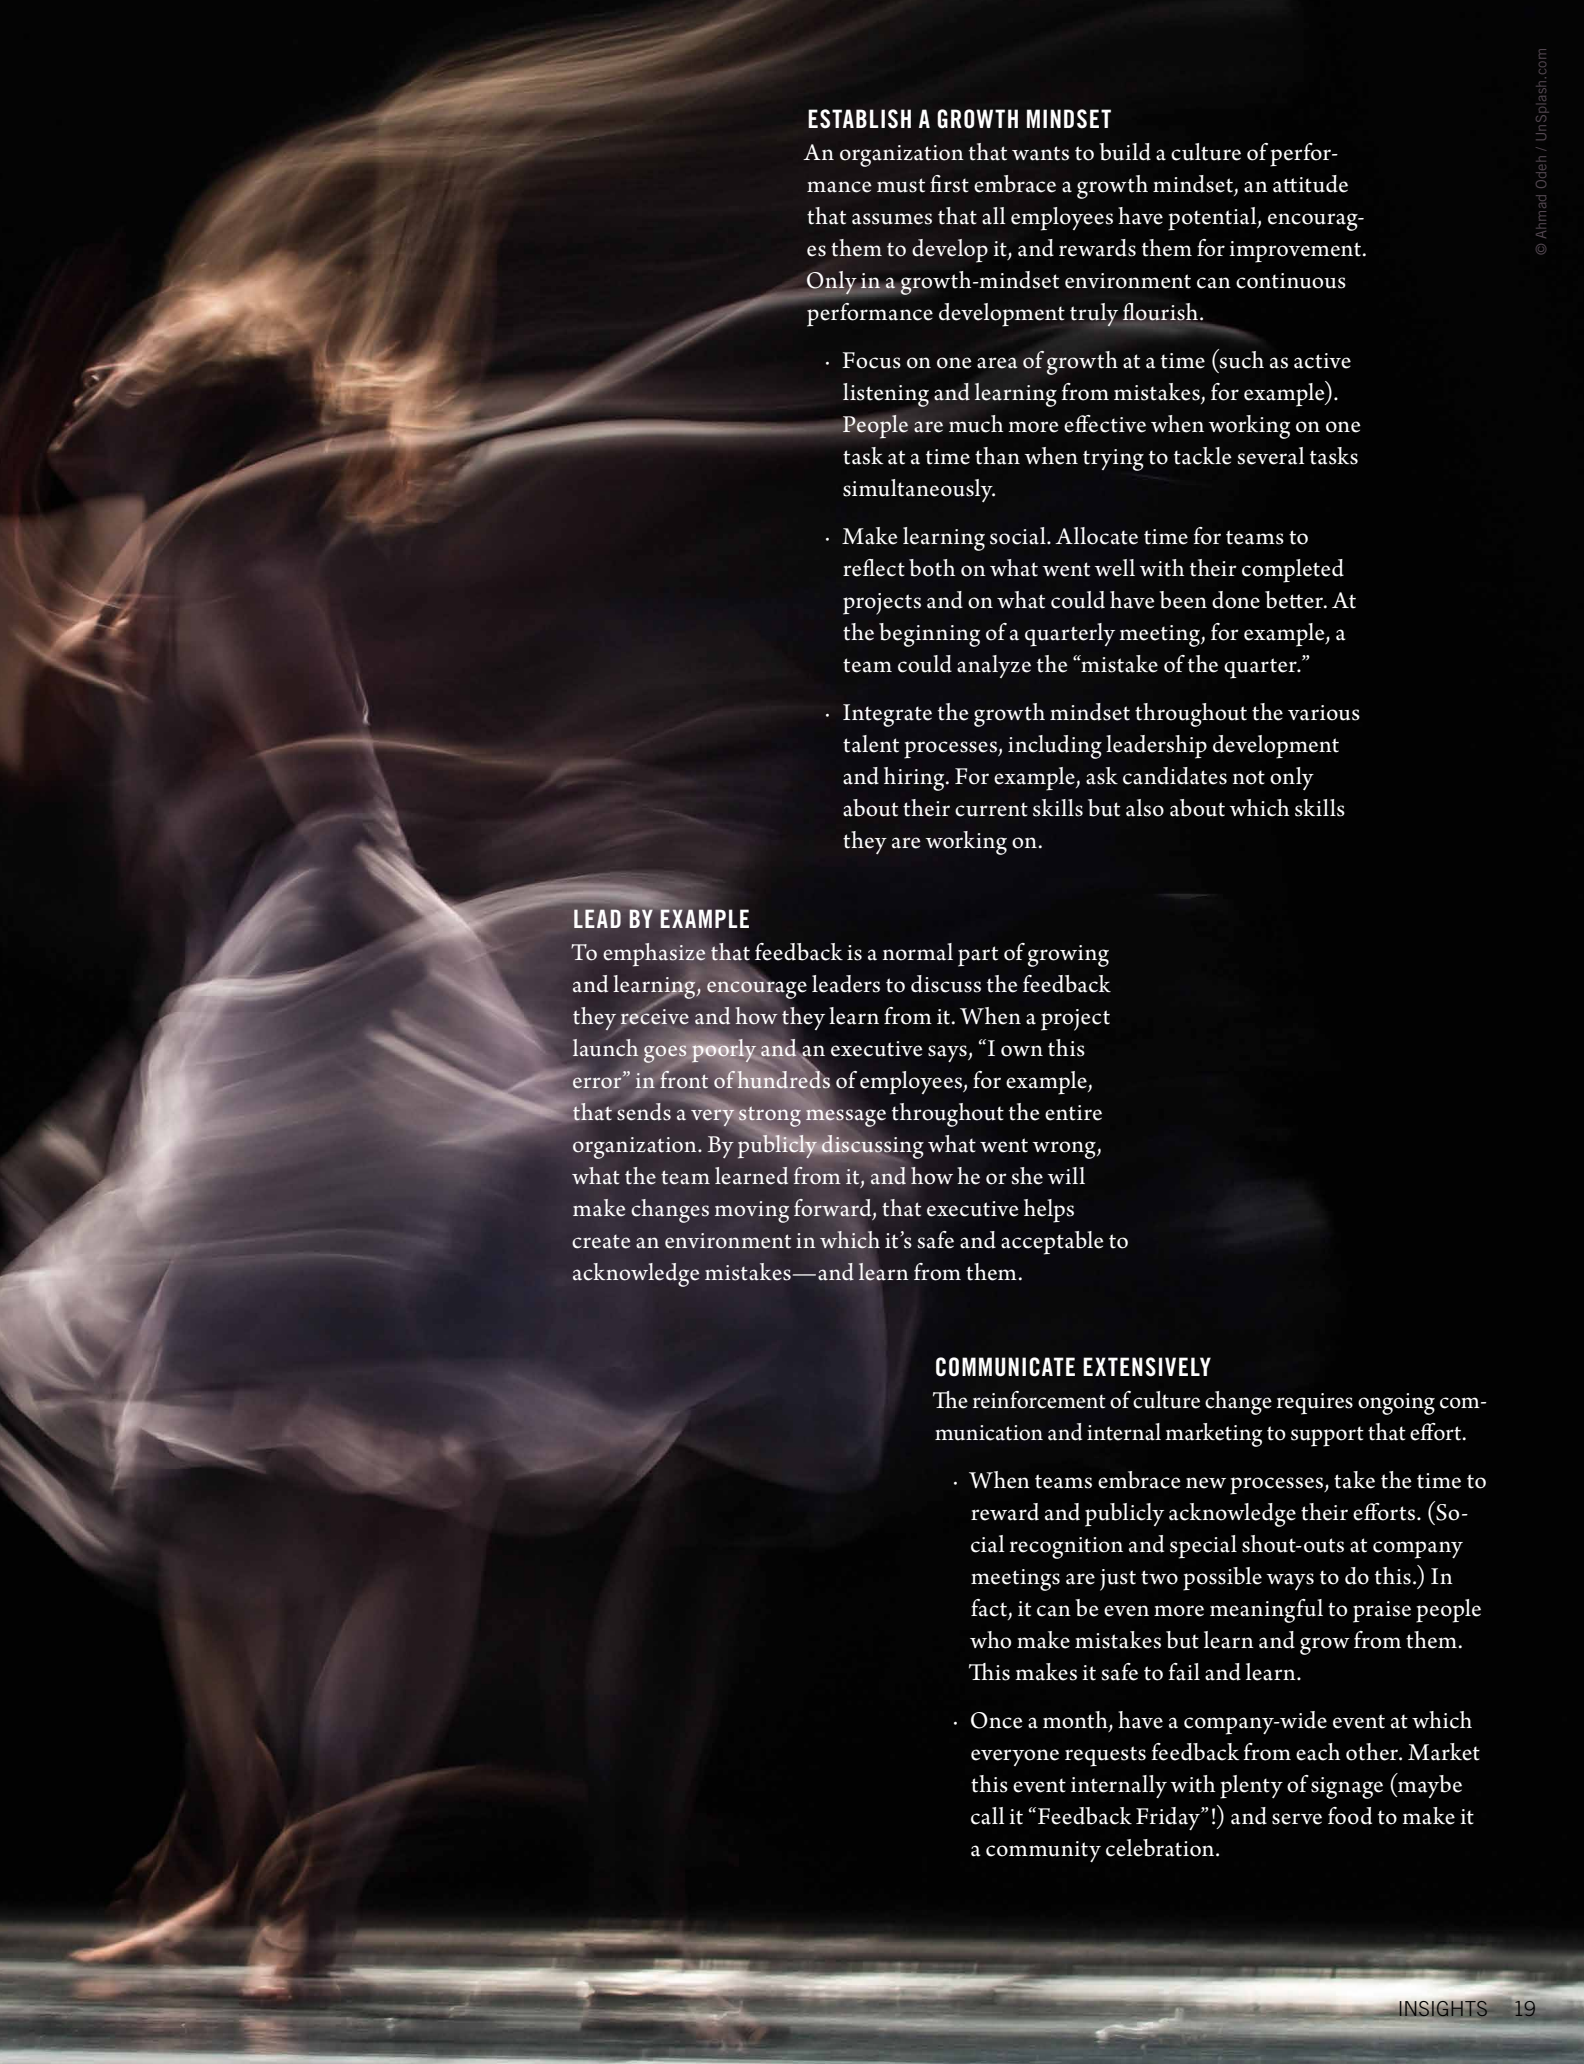 © Ahmad Odeh / UnSplash.com
ESTABLISH A GROWTH MINDSET
An organization that wants to build a culture of perfor-
mance must first embrace a growth mindset, an attitude
that assumes that all employees have potential, encourag-
es them to develop it, and rewards them for improvement.
Only in a growth-mindset environment can continuous
performance development truly flourish.
· Focus on one area of growth at a time (such as active
listening and learning from mistakes, for example).
People are much more effective when working on one
task at a time than when trying to tackle several tasks
simultaneously.
· Make learning social. Allocate time for teams to
reflect both on what went well with their completed
projects and on what could have been done better. At
the beginning of a quarterly meeting, for example, a
team could analyze the “mistake of the quarter.”
· Integrate the growth mindset throughout the various
talent processes, including leadership development
and hiring. For example, ask candidates not only
about their current skills but also about which skills
they are working on.
LEAD BY EXAMPLE
To emphasize that feedback is a normal part of growing
and learning, encourage leaders to discuss the feedback
they receive and how they learn from it. When a project
launch goes poorly and an executive says, “I own this
error” in front of hundreds of employees, for example,
that sends a very strong message throughout the entire
organization. By publicly discussing what went wrong,
what the team learned from it, and how he or she will
make changes moving forward, that executive helps
create an environment in which it’s safe and acceptable to
acknowledge mistakes—and learn from them.
COMMUNICATE EXTENSIVELY
The reinforcement of culture change requires ongoing com-
munication and internal marketing to support that effort.
· When teams embrace new processes, take the time to
reward and publicly acknowledge their efforts. (So-
cial recognition and special shout-outs at company
meetings are just two possible ways to do this.) In
fact, it can be even more meaningful to praise people
who make mistakes but learn and grow from them.
This makes it safe to fail and learn.
· Once a month, have a company-wide event at which
everyone requests feedback from each other. Market
this event internally with plenty of signage (maybe
call it “Feedback Friday”!) and serve food to make it
a community celebration.
INSIGHTS 19